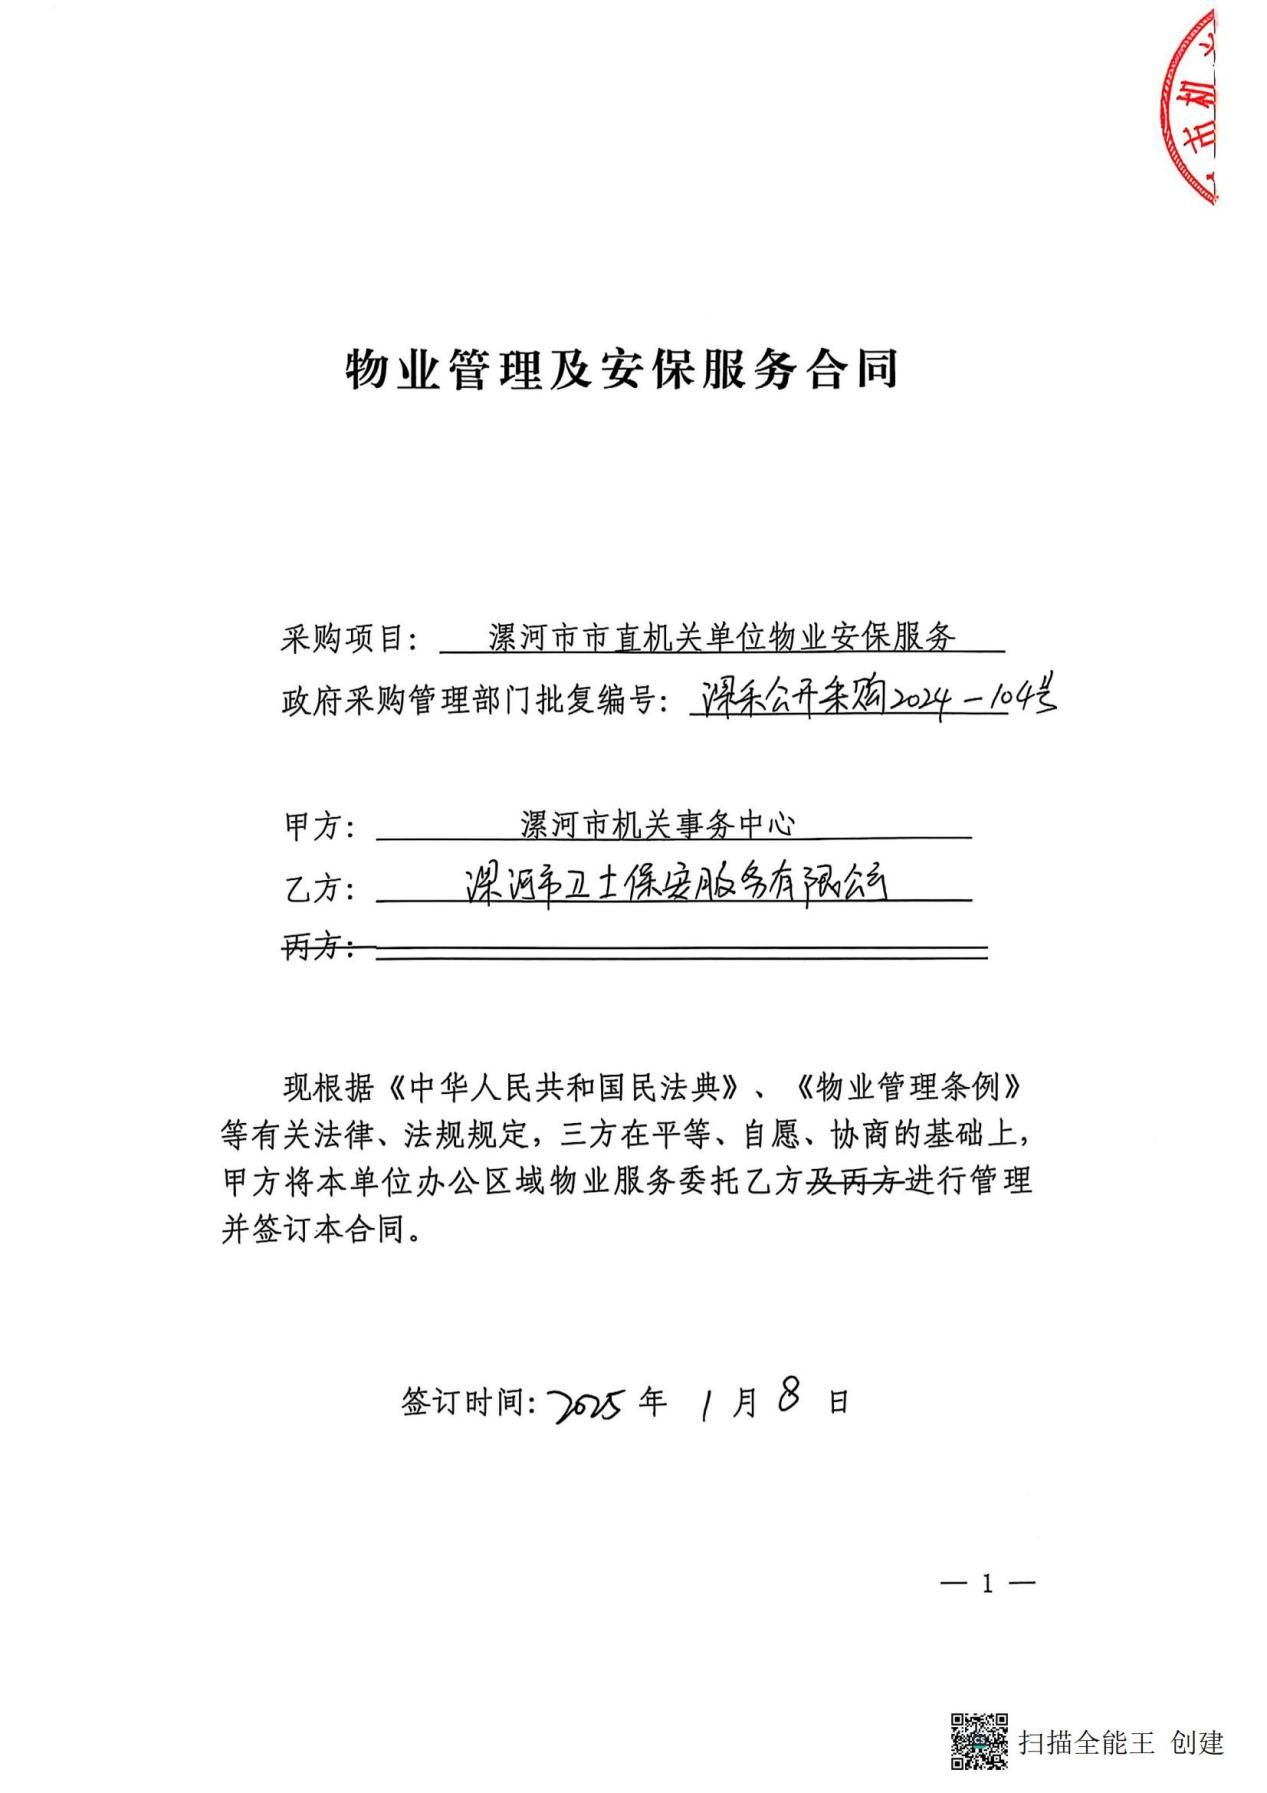 市机
物业管理及安保服务合同
采购项目： 漯河市市直机关单位物业安保服务
政府采购管理部门批复编号： 漯采公开采购2024-104号
甲方： 漯河市机关事务中心
乙方： 漯河市卫士保安服务有限公司
丙方：
现根据《中华人民共和国民法典》、《物业管理条例》
等有关法律、法规规定，三方在平等、自愿、协商的基础上，
甲方将本单位办公区域物业服务委托乙方及丙方进行管理
并签订本合同。
签订时间: 2025 年 1 月 8 日
— 1 —
扫描全能王 创建